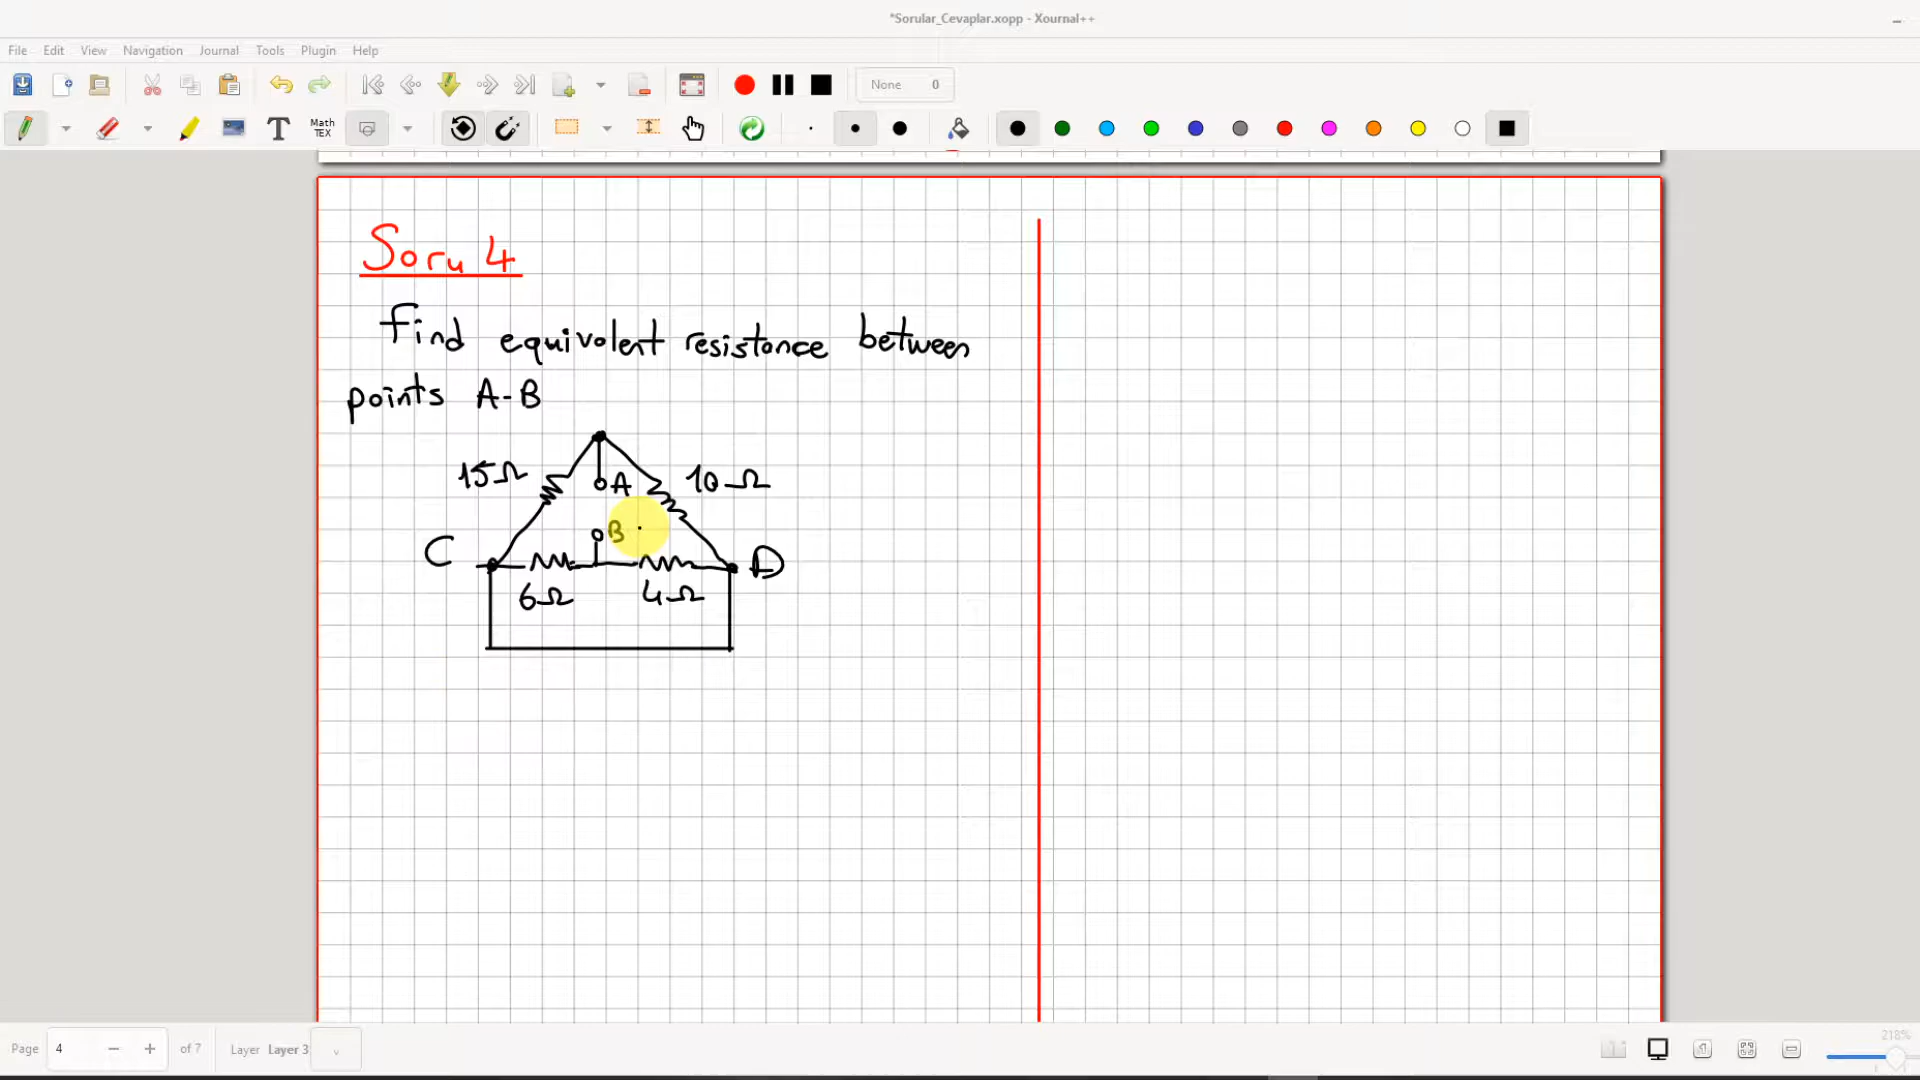 *Sorular_Cevaplar.xopp - Xournal++
File Edit View Navigation Journal Tools Plugin Help
None 0
T Math TEX
Soru 4
Find equivalent resistance between
points A-B
15Ω A 10Ω
B
C D
6Ω 4Ω
Page 4 of 7 Layer Layer 3
218%